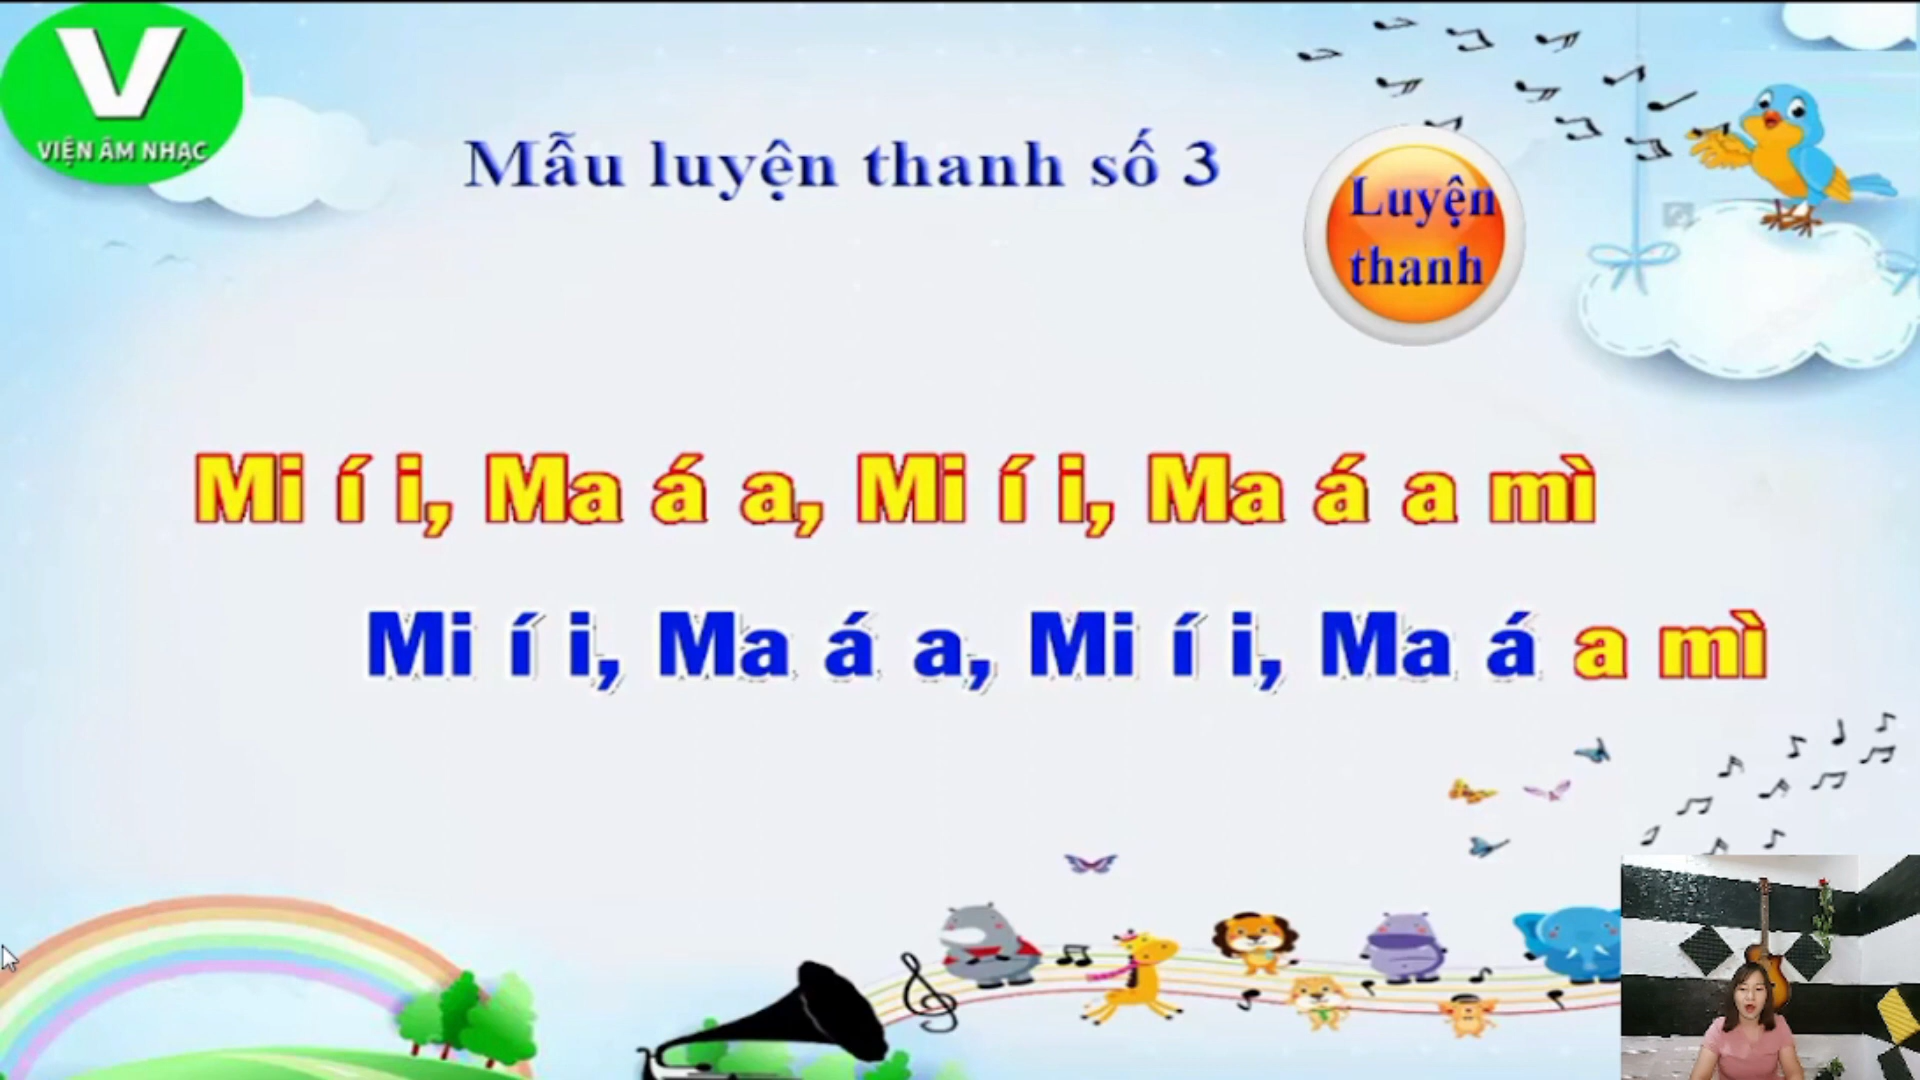 V
VIỆN ÂM NHẠC
Mẫu luyện thanh số 3
Luyện
thanh
Mi í i, Ma á a, Mi í i, Ma á a mì
Mi í i, Ma á a, Mi í i, Ma á a mì